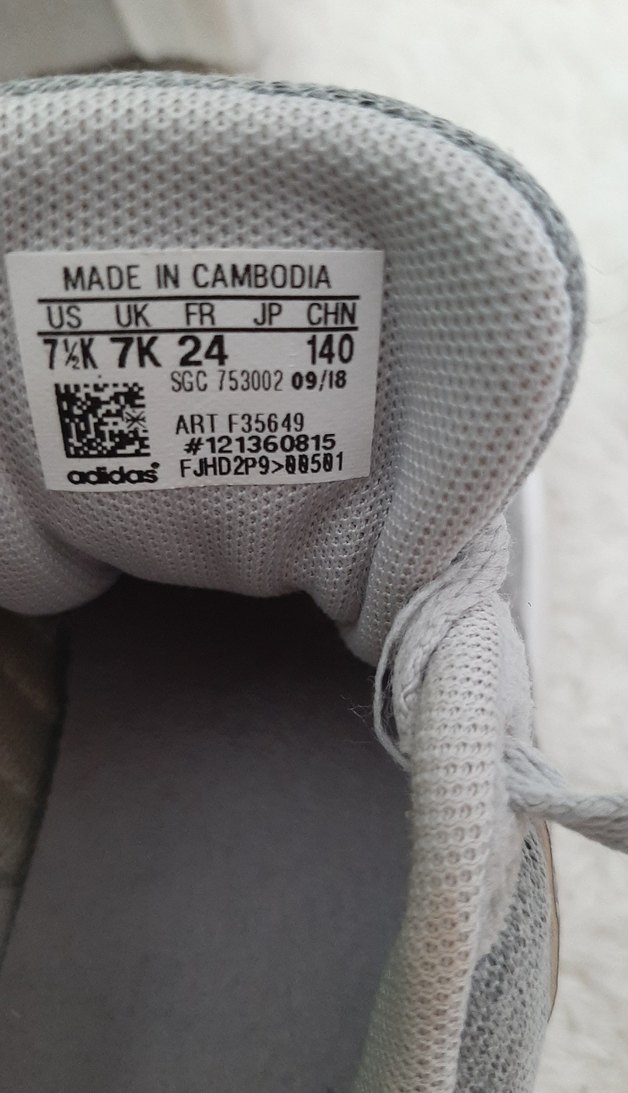 MADE IN CAMBODIA
US UK FR JP CHN
7½K 7K 24 140
SGC 753002 09/18
ART F35649
#121360815
adidas® FJHD2P9>00501